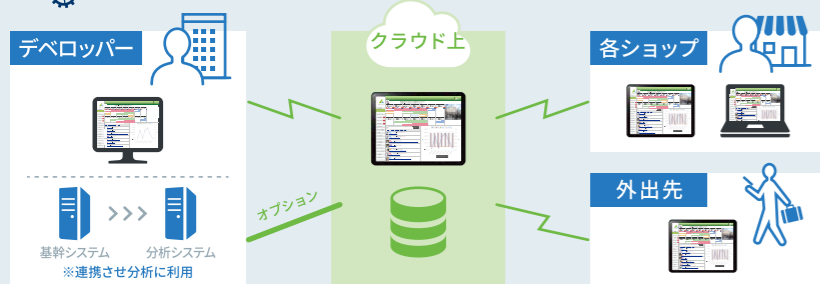 デベロッパー
クラウド上
各ショップ
オプション
外出先
基幹システム
分析システム
※連携させ分析に利用